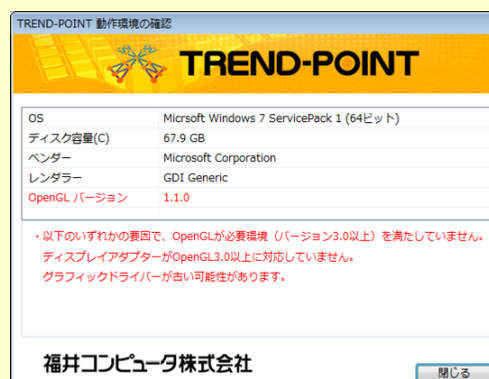 TREND-POINT 動作環境の確認
TREND-POINT
OS Micrsoft Windows 7 ServicePack 1 (64ビット)
ディスク容量(C) 67.9 GB
ベンダー Microsoft Corporation
レンダラー GDI Generic
OpenGL バージョン 1.1.0
・以下のいずれかの要因で、OpenGLが必要環境（バージョン3.0以上）を満たしていません。
ディスプレイアダプターがOpenGL3.0以上に対応していません。
グラフィックドライバーが古い可能性があります。
福井コンピュータ株式会社
閉じる